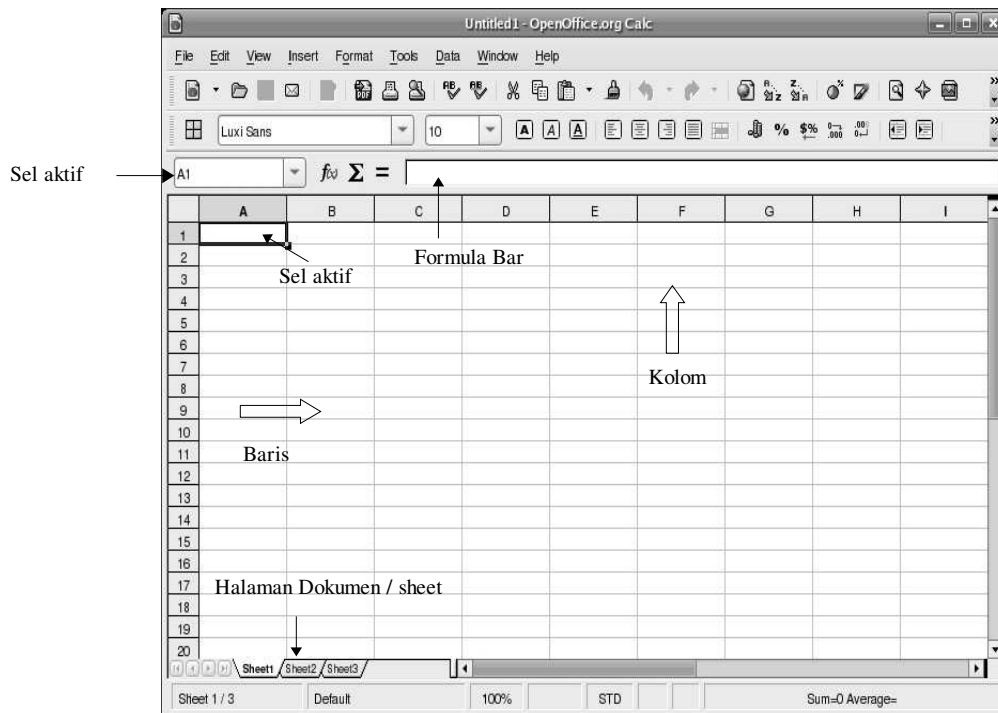 Untitled1 - OpenOffice.org Calc
File Edit View Insert Format Tools Data Window Help
Luxi Sans 10
Sel aktif A1 f(x) Σ =
A B C D E F G H I
1
Formula Bar
2
Sel aktif
3
4
5
6
7
Kolom
8
9
10
Baris
11
12
13
14
15
16
Halaman Dokumen / sheet
17
18
19
20
Sheet1 Sheet2 Sheet3
Sheet 1 / 3 Default 100% STD Sum=0 Average=